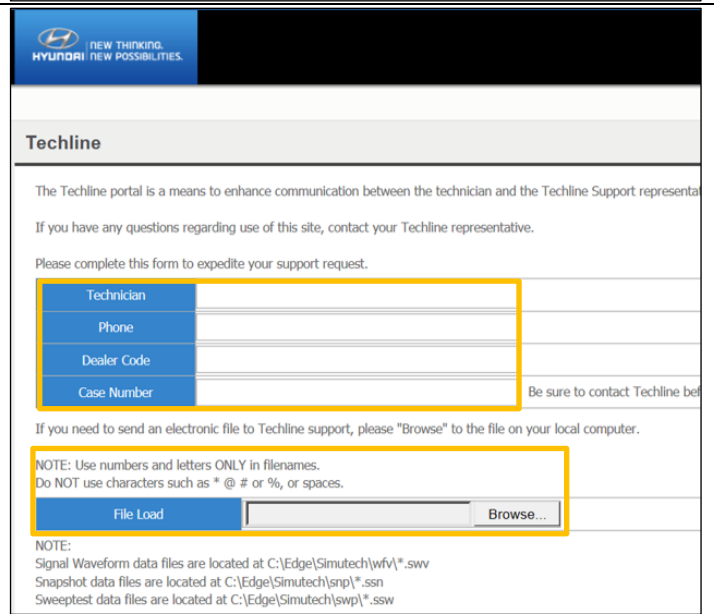 HYUNDAI
NEW THINKING.
NEW POSSIBILITIES.
Techline
The Techline portal is a means to enhance communication between the technician and the Techline Support
If you have any questions regarding use of this site, contact your Techline representative.
Please complete this form to expedite your support request.
Technician
Phone
Dealer Code
Case Number
Be sure to contact Techline
If you need to send an electronic file to Techline support, please "Browse" to the file on your local computer.
NOTE: Use numbers and letters ONLY in filenames.
Do NOT use characters such as * @ # or %, or spaces.
File Load
Browse...
NOTE:
Signal Waveform data files are located at C:\Edge\Simutech\wfv\*.swv
Snapshot data files are located at C:\Edge\Simutech\snp\*.ssn
Sweeptest data files are located at C:\Edge\Simutech\swp\*.ssw